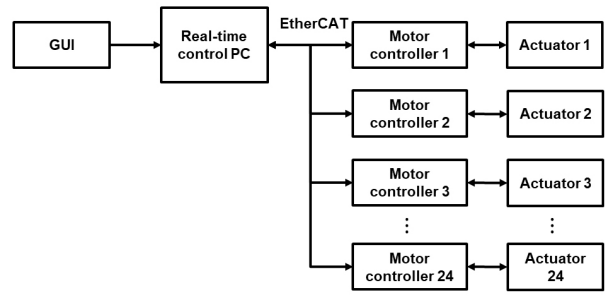 EtherCAT
GUI
Real-time
control PC
Motor
controller 1
Actuator 1
Motor
controller 2
Actuator 2
Motor
controller 3
Actuator 3
Motor
controller 24
Actuator
24